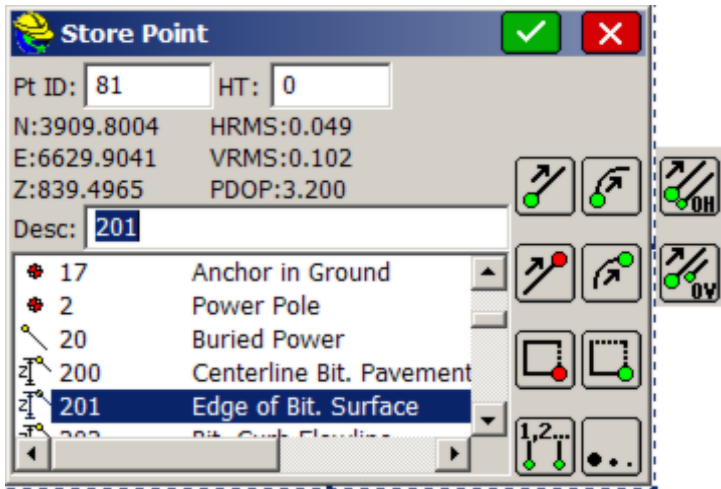 Store Point
Pt ID: 81 HT: 0
N:3909.8004 HRMS:0.049
E:6629.9041 VRMS:0.102
Z:839.4965 PDOP:3.200
Desc: 201
17 Anchor in Ground
2 Power Pole
20 Buried Power
200 Centerline Bit. Pavement
201 Edge of Bit. Surface
OH
OV
1,2...